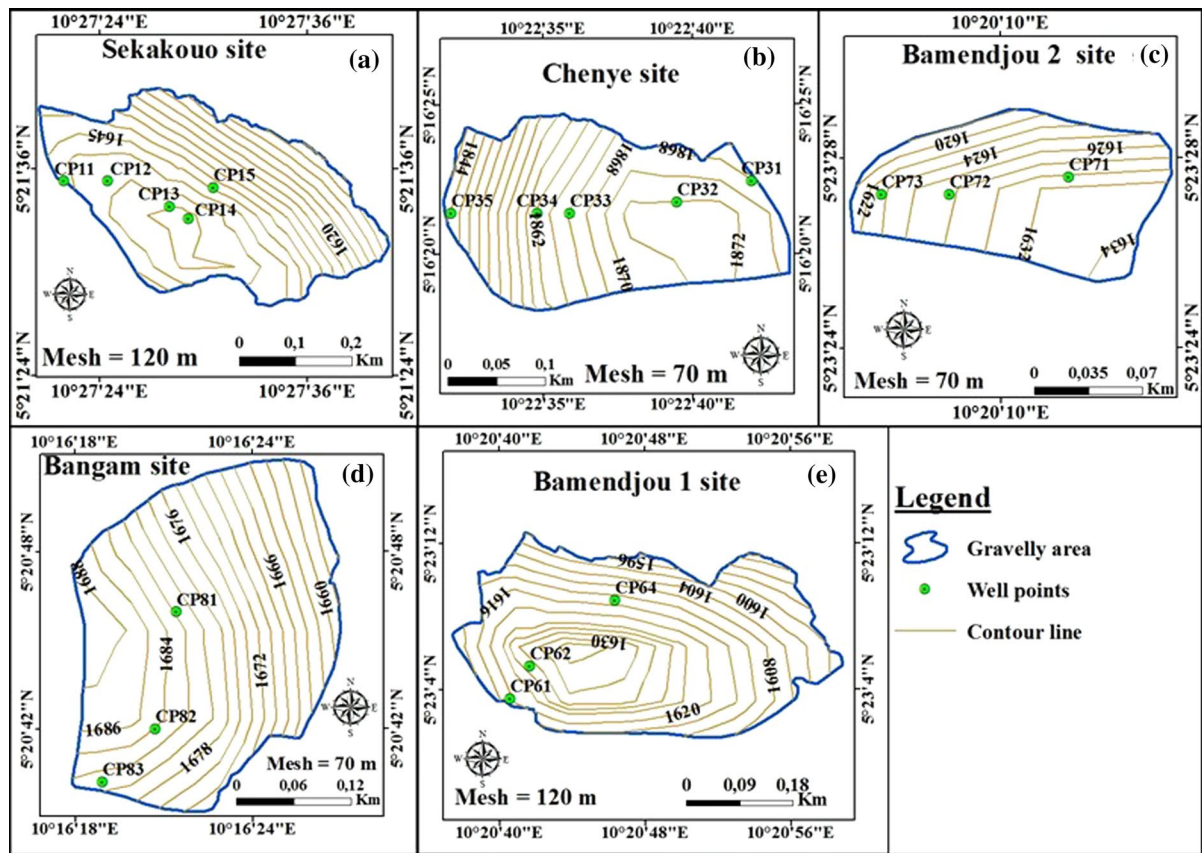 10°27'24"E 10°27'36"E
Sekakouo site
(a)
5°21'36"N
5°21'24"N
1645
CP11
CP12
CP13
CP14
CP15
1620
N
W E
S
0 0,1 0,2
Km
Mesh = 120 m
5°21'36"N
5°21'24"N
10°27'24"E 10°27'36"E
10°22'35"E 10°22'40"E
(b)
Chenye site
5°16'25"N
5°16'20"N
1844
1868
1868
CP31
CP32
CP33
CP34
CP35
1862
1870
1872
N
W E
S
0 0,05 0,1
Km
Mesh = 70 m
5°16'25"N
5°16'20"N
10°22'35"E 10°22'40"E
10°20'10"E
(c)
Bamendjou 2 site
5°23'28"N
5°23'24"N
1620
1624
1626
CP71
CP72
CP73
1622
1632
1634
N
W E
S
Mesh = 70 m
0 0,035 0,07
Km
5°23'28"N
5°23'24"N
10°20'10"E
10°16'18"E 10°16'24"E
Bangam site
(d)
5°20'48"N
5°20'42"N
1676
1688
1666
1660
CP81
1684
1672
CP82
1686
1678
CP83
N
W E
S
Mesh = 70 m
0 0,06 0,12
Km
5°20'48"N
5°20'42"N
10°16'18"E 10°16'24"E
10°20'40"E 10°20'48"E 10°20'56"E
(e)
Bamendjou 1 site
5°23'12"N
5°23'4"N
1596
CP64
1604
1600
1616
1630
CP62
CP61
1608
1620
N
W E
S
0 0,09 0,18
Km
Mesh = 120 m
5°23'12"N
5°23'4"N
10°20'40"E 10°20'48"E 10°20'56"E
Legend
Gravelly area
Well points
Contour line